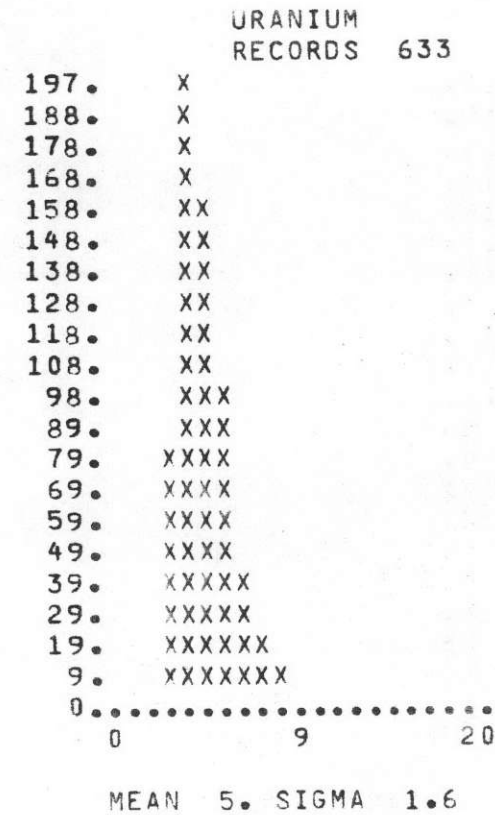 URANIUM
RECORDS 633
197. X
188. X
178. X
168. X
158. XX
148. XX
138. XX
128. XX
118. XX
108. XX
98. XXX
89. XXX
79. XXXX
69. XXXX
59. XXXX
49. XXXX
39. XXXXX
29. XXXXX
19. XXXXXX
9. XXXXXXX
0......................
0 9 20
MEAN 5. SIGMA 1.6